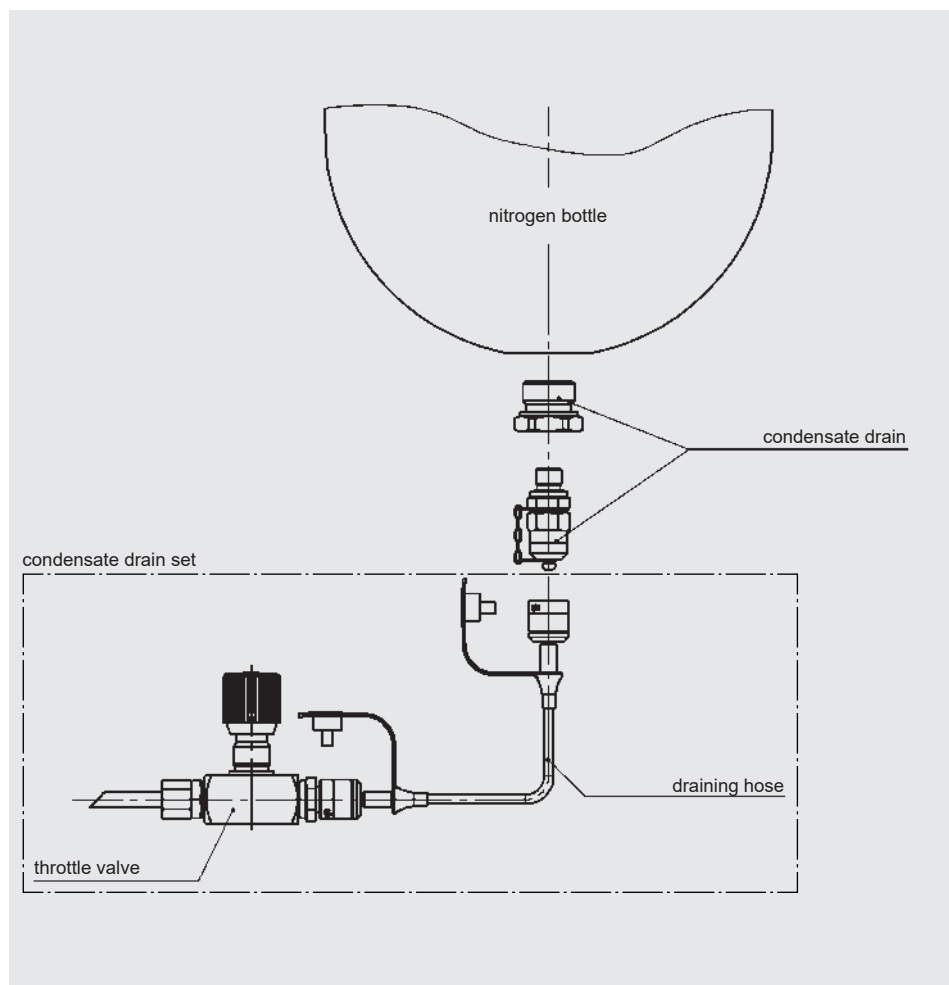 nitrogen bottle
condensate drain
condensate drain set
draining hose
throttle valve